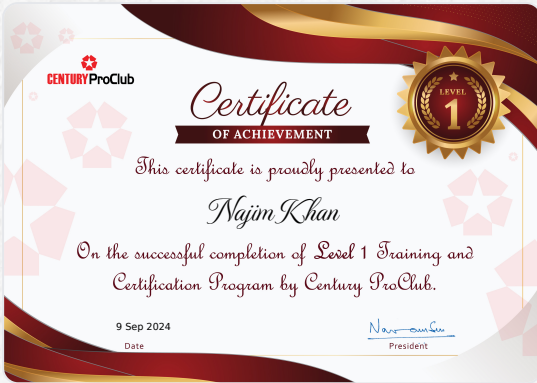 CENTURY ProClub
LEVEL
1
Certificate
OF ACHIEVEMENT
This certificate is proudly presented to
Najim Khan
On the successful completion of Level 1 Training and
Certification Program by Century ProClub.
9 Sep 2024
Date
President